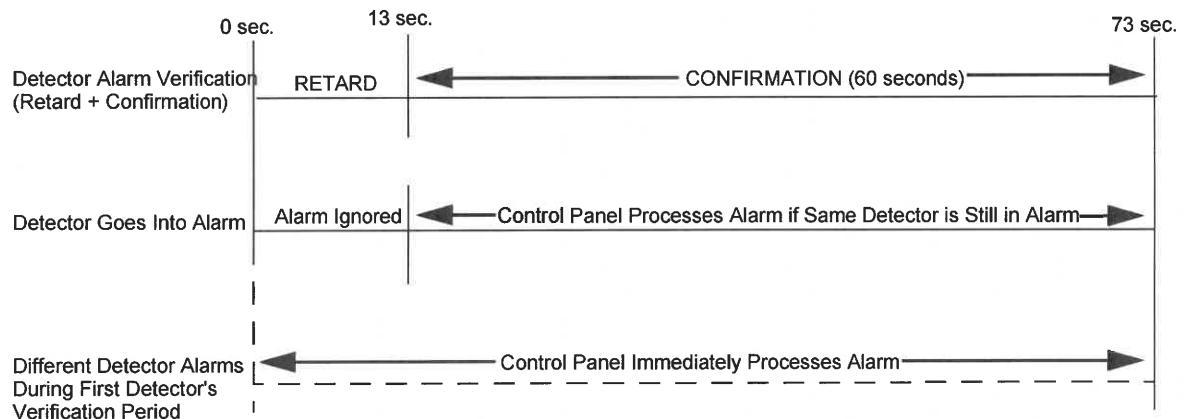 0 sec.
13 sec.
73 sec.
Detector Alarm Verification
(Retard + Confirmation)
RETARD
CONFIRMATION (60 seconds)
Detector Goes Into Alarm
Alarm Ignored
Control Panel Processes Alarm if Same Detector is Still in Alarm
Different Detector Alarms
During First Detector's
Verification Period
Control Panel Immediately Processes Alarm